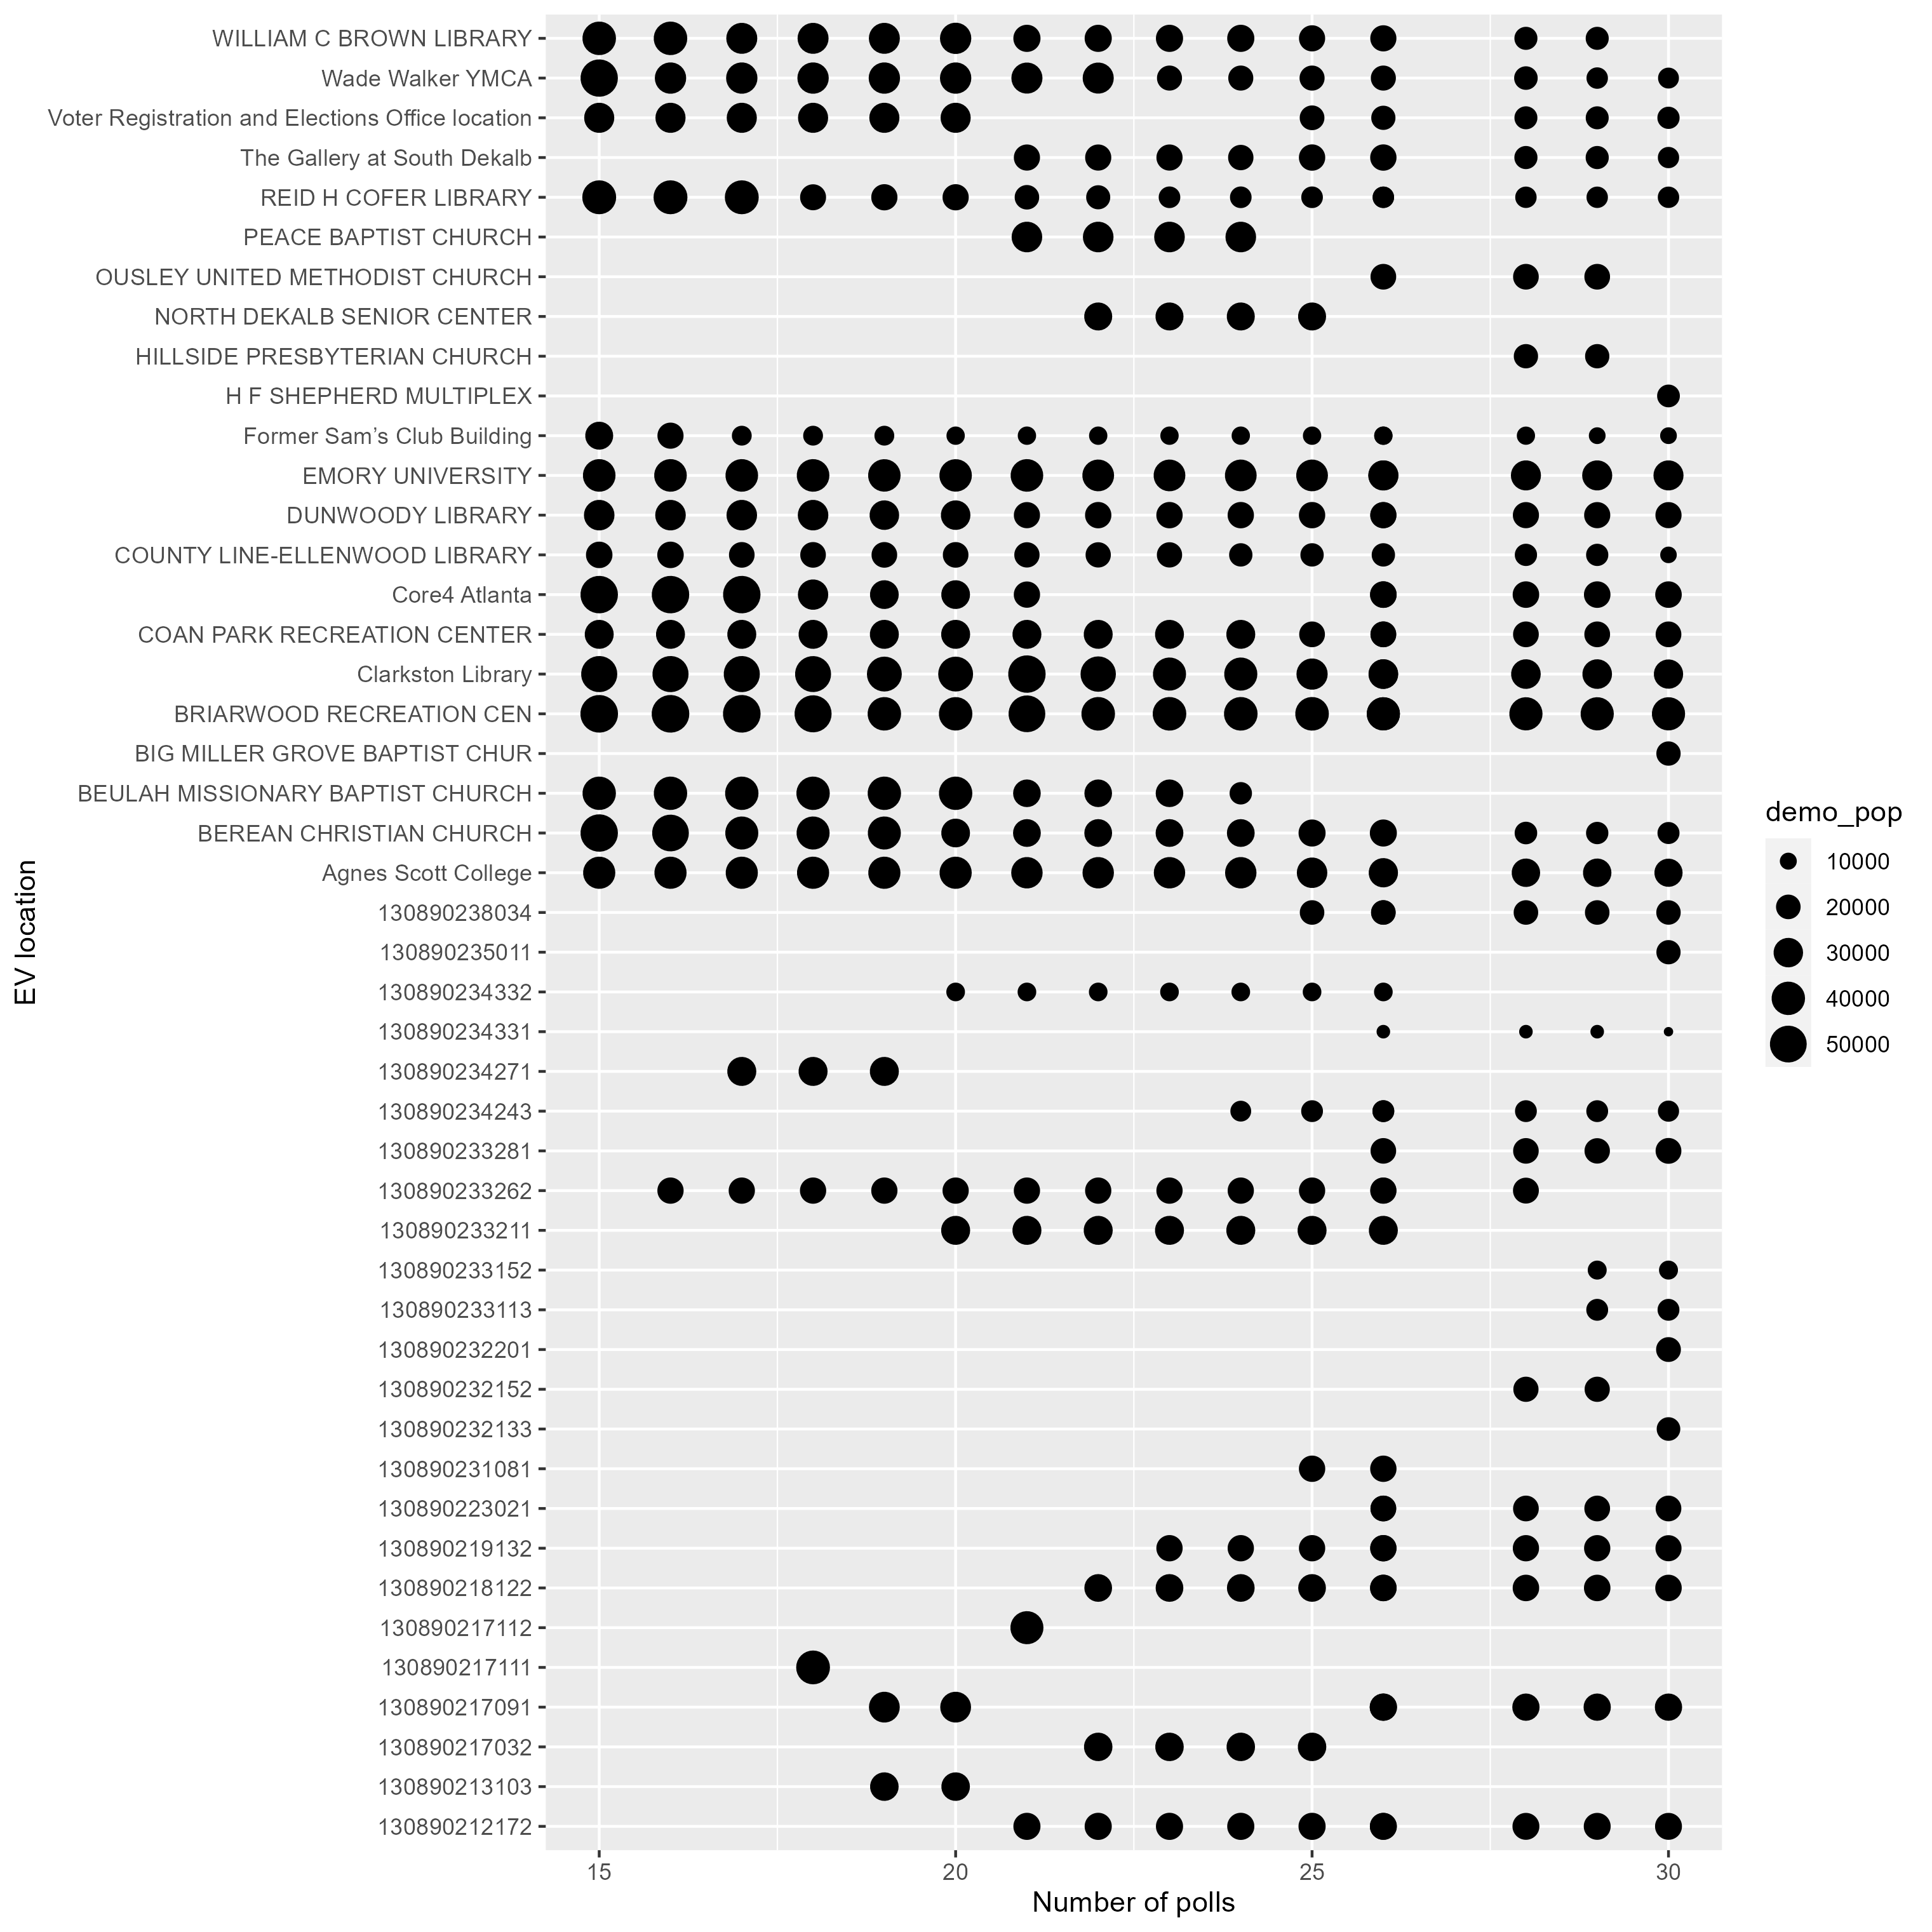 WILLIAM C BROWN LIBRARY
Wade Walker YMCA
Voter Registration and Elections Office location
The Gallery at South Dekalb
REID H COFER LIBRARY
PEACE BAPTIST CHURCH
OUSLEY UNITED METHODIST CHURCH
NORTH DEKALB SENIOR CENTER
HILLSIDE PRESBYTERIAN CHURCH
H F SHEPHERD MULTIPLEX
Former Sam’s Club Building
EMORY UNIVERSITY
DUNWOODY LIBRARY
COUNTY LINE-ELLENWOOD LIBRARY
Core4 Atlanta
COAN PARK RECREATION CENTER
Clarkston Library
BRIARWOOD RECREATION CEN
BIG MILLER GROVE BAPTIST CHUR
BEULAH MISSIONARY BAPTIST CHURCH
BEREAN CHRISTIAN CHURCH
Agnes Scott College
130890238034
130890235011
130890234332
130890234331
130890234271
130890234243
130890233281
130890233262
130890233211
130890233152
130890233113
130890232201
130890232152
130890232133
130890231081
130890223021
130890219132
130890218122
130890217112
130890217111
130890217091
130890217032
130890213103
130890212172
EV location
15 20 25 30
Number of polls
demo_pop
10000
20000
30000
40000
50000